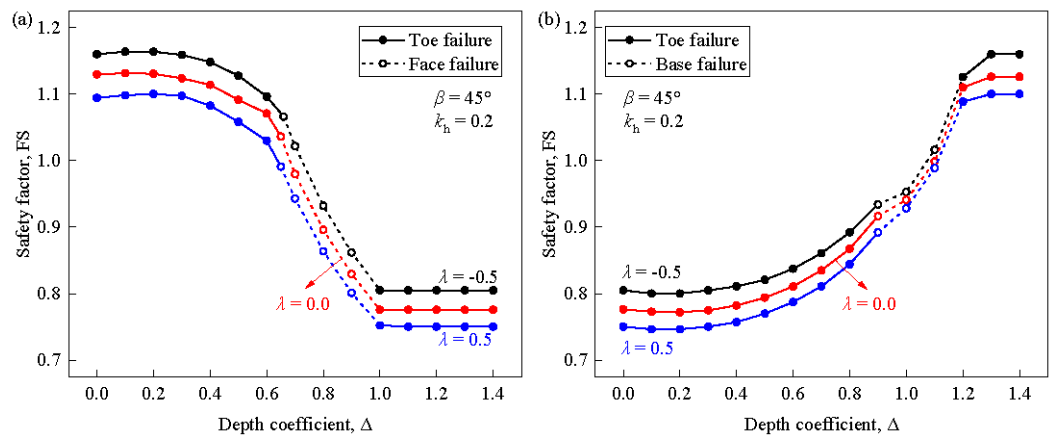 (a)
1.2
1.1
1.0
0.9
0.8
0.7
Safety factor, FS
Toe failure
Face failure
β = 45°
kₕ = 0.2
λ = -0.5
λ = 0.0
λ = 0.5
0.0 0.2 0.4 0.6 0.8 1.0 1.2 1.4
Depth coefficient, Δ
(b)
1.2
1.1
1.0
0.9
0.8
0.7
Safety factor, FS
Toe failure
Base failure
β = 45°
kₕ = 0.2
λ = -0.5
λ = 0.0
λ = 0.5
0.0 0.2 0.4 0.6 0.8 1.0 1.2 1.4
Depth coefficient, Δ